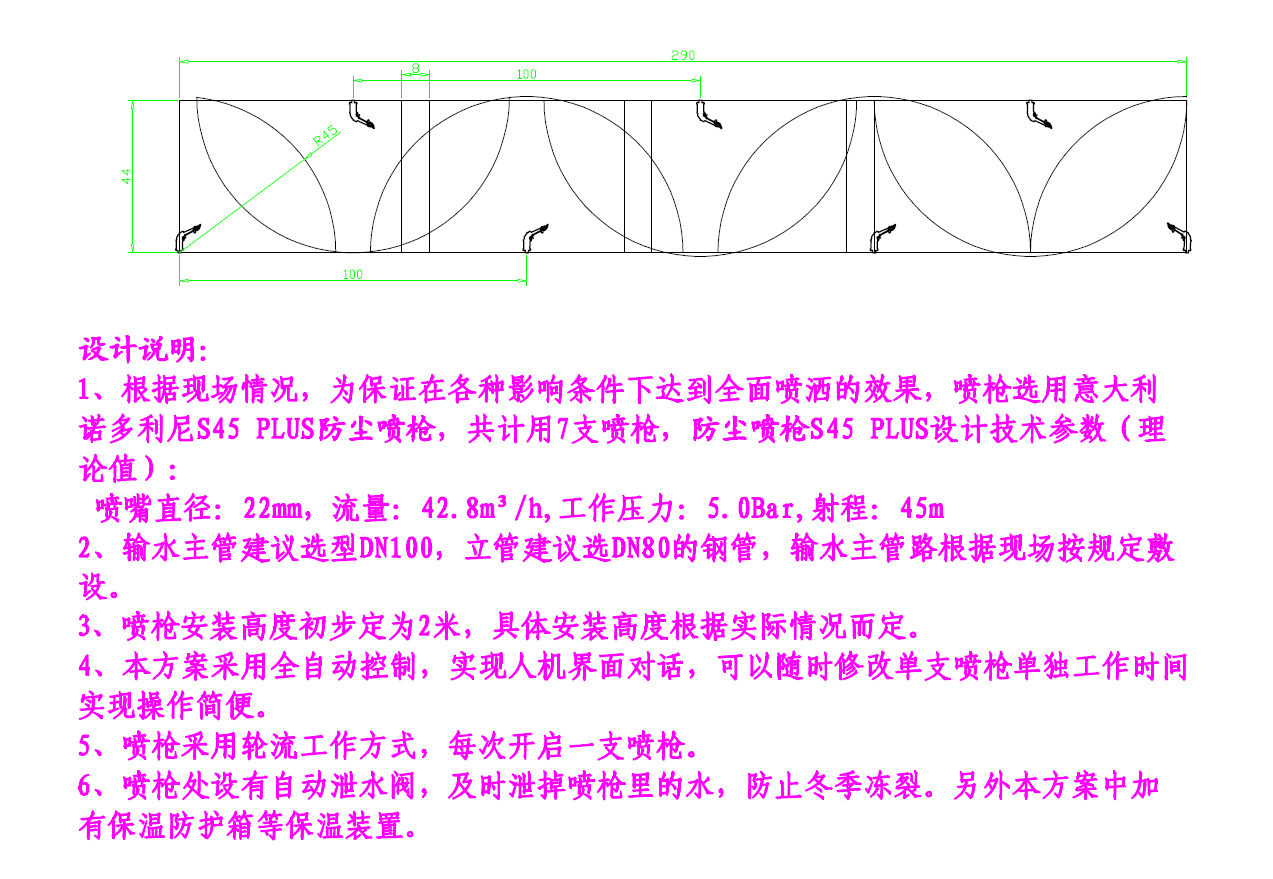 290
8
100
R45
44
100
设计说明：
1、根据现场情况，为保证在各种影响条件下达到全面喷洒的效果，喷枪选用意大利
诺多利尼S45 PLUS防尘喷枪，共计用7支喷枪，防尘喷枪S45 PLUS设计技术参数（理
论值）：
喷嘴直径：22mm，流量：42.8m³/h,工作压力：5.0Bar,射程：45m
2、输水主管建议选型DN100，立管建议选DN80的钢管，输水主管路根据现场按规定敷
设。
3、喷枪安装高度初步定为2米，具体安装高度根据实际情况而定。
4、本方案采用全自动控制，实现人机界面对话，可以随时修改单支喷枪单独工作时间
实现操作简便。
5、喷枪采用轮流工作方式，每次开启一支喷枪。
6、喷枪处设有自动泄水阀，及时泄掉喷枪里的水，防止冬季冻裂。另外本方案中加
有保温防护箱等保温装置。